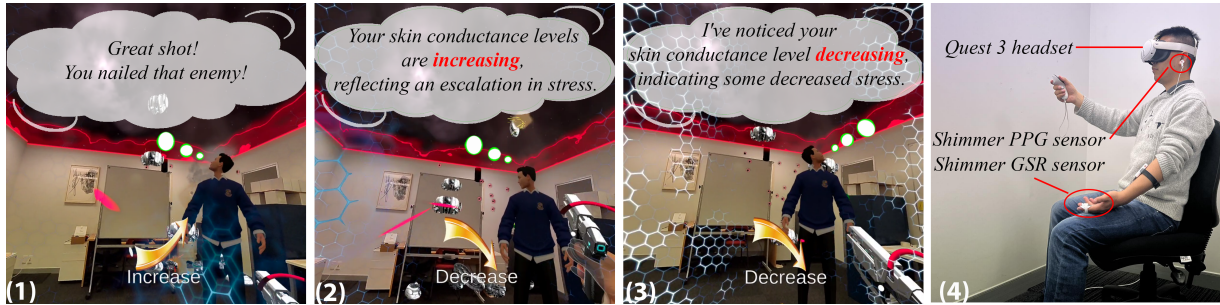 Great shot!
You nailed that enemy!
Increase
(1)
Your skin conductance levels
are increasing,
reflecting an escalation in stress.
Decrease
(2)
I've noticed your
skin conductance level decreasing,
indicating some decreased stress.
Decrease
(3)
Quest 3 headset
Shimmer PPG sensor
Shimmer GSR sensor
(4)